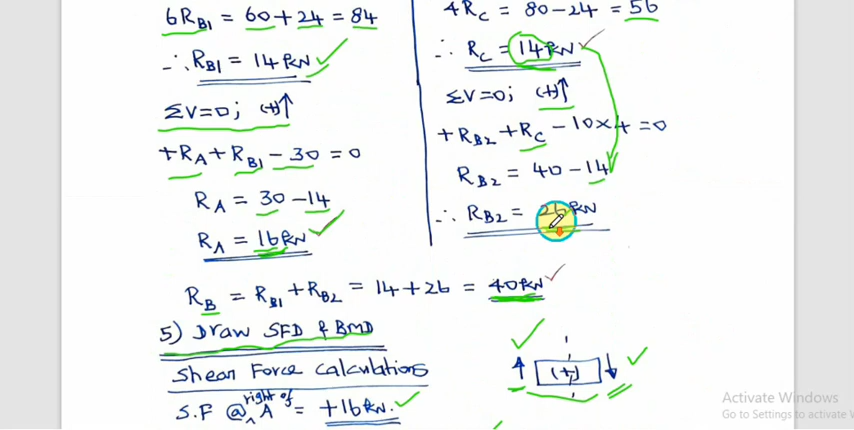 6RB1 = 60+24 = 84
∴ RB1 = 14kN
ΣV=0; (+)↑
+RA+RB1-30=0
RA = 30-14
RA = 16kN
4RC = 80-24 = 56
∴ RC = 14kN
ΣV=0; (+)↑
+RB2+RC-10×4=0
RB2 = 40-14
∴ RB2 = 26kN
RB = RB1+RB2 = 14+26 = 40kN
5) Draw SFD & BMD
Shear Force Calculations
↑ (+) ↓
S.F @ right of A = +16kN.
Activate Windows
Go to Settings to activate W